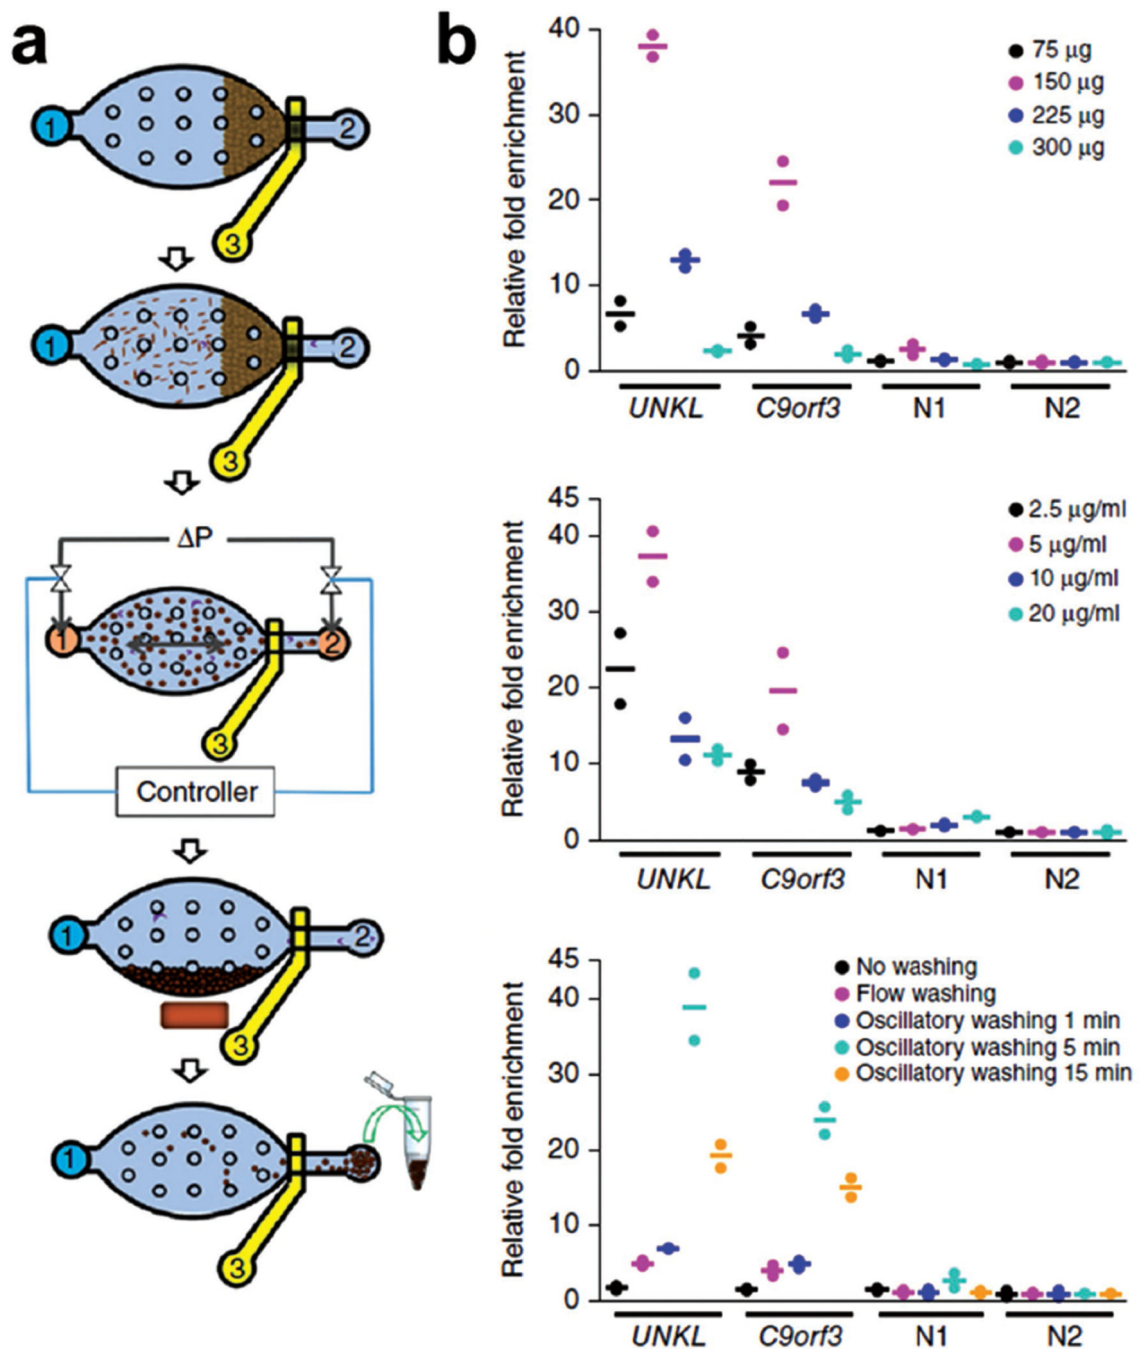 a
1
2
3
1
2
3
ΔP
1
2
3
Controller
1
2
3
1
3
b
Relative fold enrichment
40
30
20
10
0
75 μg
150 μg
225 μg
300 μg
UNKL C9orf3 N1 N2
Relative fold enrichment
45
40
30
20
10
0
2.5 μg/ml
5 μg/ml
10 μg/ml
20 μg/ml
UNKL C9orf3 N1 N2
Relative fold enrichment
45
40
30
20
10
0
No washing
Flow washing
Oscillatory washing 1 min
Oscillatory washing 5 min
Oscillatory washing 15 min
UNKL C9orf3 N1 N2